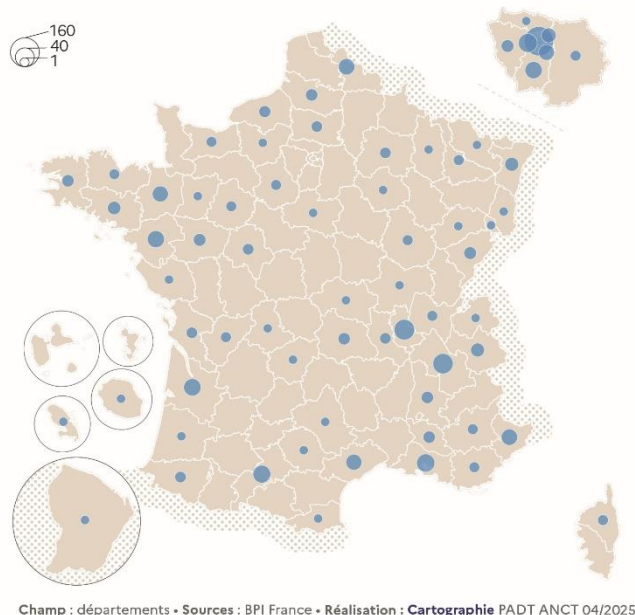 160
40
1
Champ : départements • Sources : BPI France • Réalisation : Cartographie PADT ANCT 04/2025